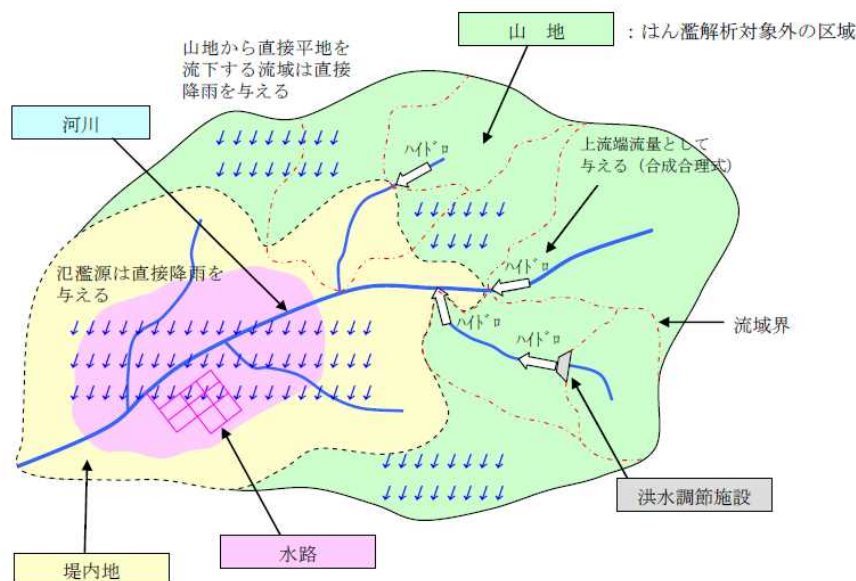 山 地
：はん濫解析対象外の区域
山地から直接平地を
流下する流域は直接
降雨を与える
河川
ﾊｲﾄﾞﾛ
上流端流量として
与える（合成合理式）
氾濫源は直接降雨を
与える
ﾊｲﾄﾞﾛ
ﾊｲﾄﾞﾛ
ﾊｲﾄﾞﾛ
流域界
洪水調節施設
水路
堤内地